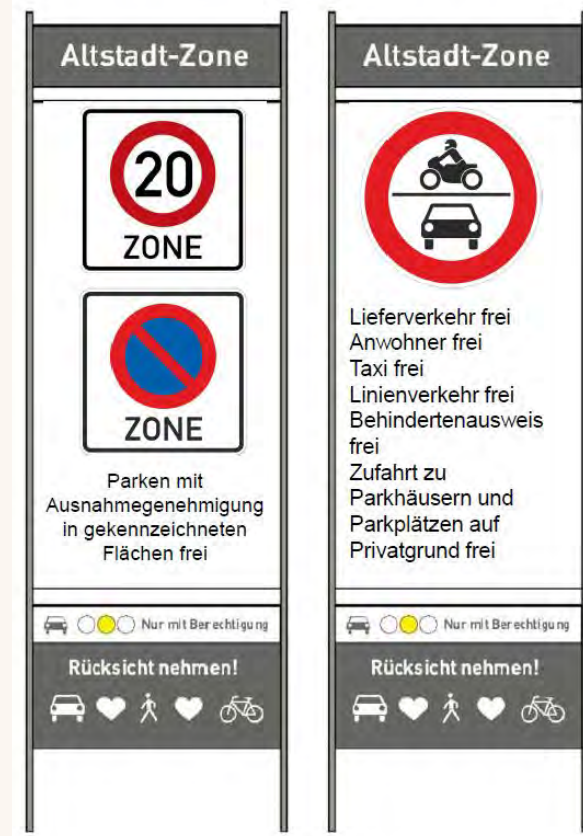 Altstadt-Zone
20
ZONE
ZONE
Parken mit
Ausnahmegenehmigung
in gekennzeichneten
Flächen frei
Nur mit Berechtigung
Rücksicht nehmen!
Altstadt-Zone
Lieferverkehr frei
Anwohner frei
Taxi frei
Linienverkehr frei
Behindertenausweis
frei
Zufahrt zu
Parkhäusern und
Parkplätzen auf
Privatgrund frei
Nur mit Berechtigung
Rücksicht nehmen!